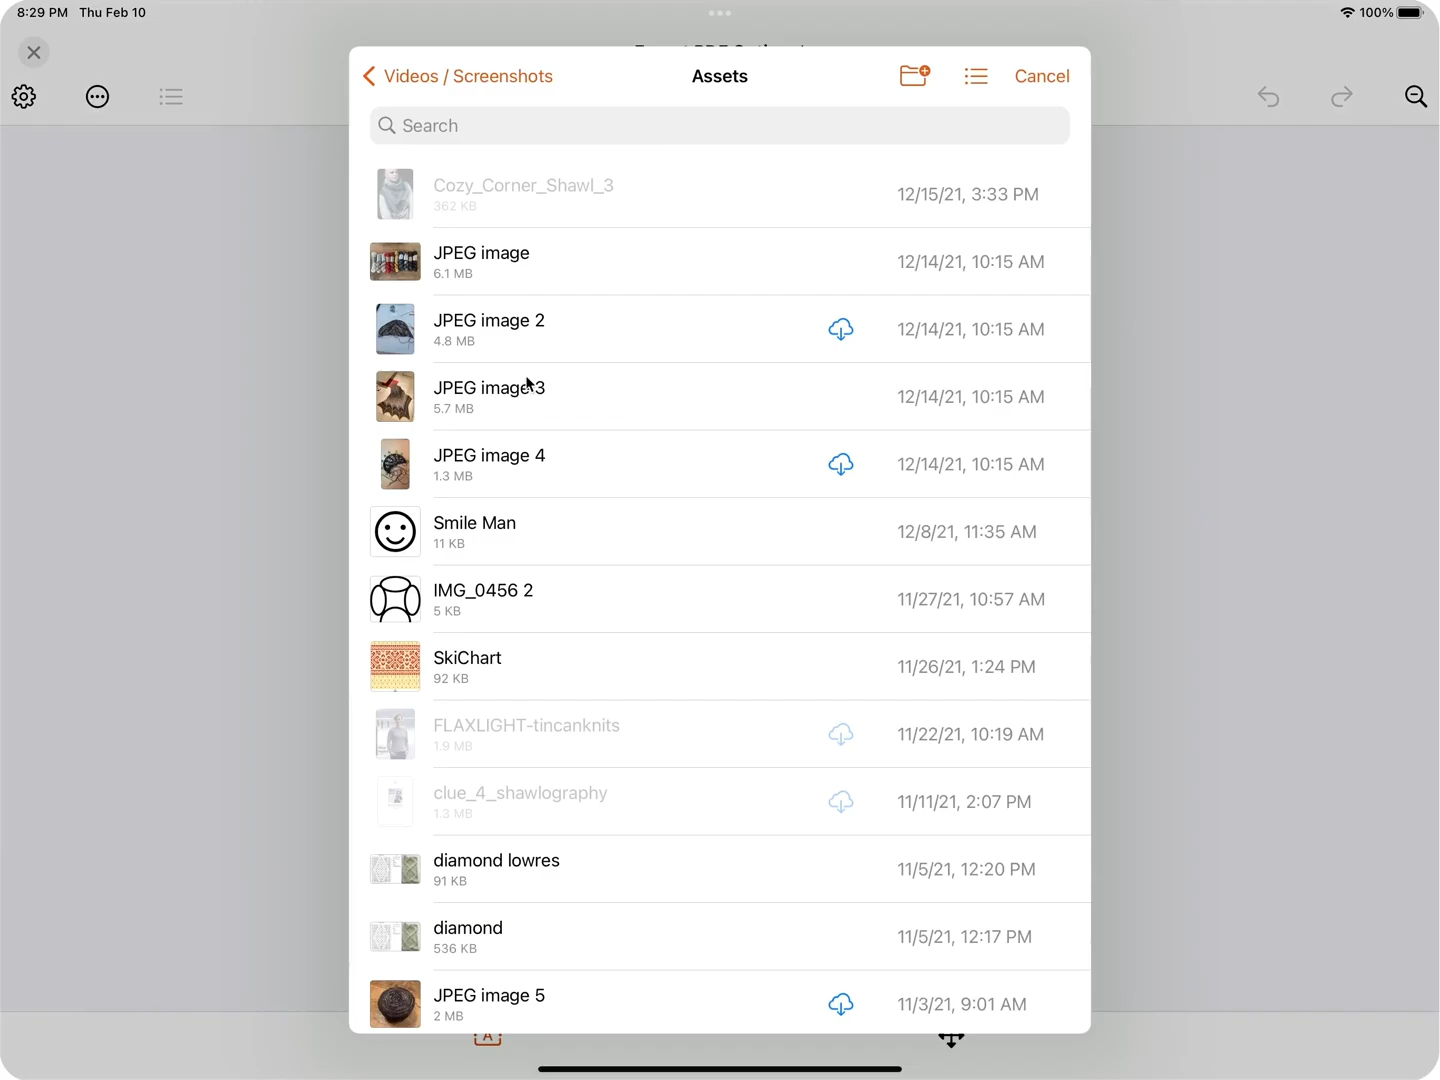 8:29 PM Thu Feb 10
100%
Videos / Screenshots
Assets
Cancel
Search
Cozy_Corner_Shawl_3
362 KB
12/15/21, 3:33 PM
JPEG image
6.1 MB
12/14/21, 10:15 AM
JPEG image 2
4.8 MB
12/14/21, 10:15 AM
JPEG image 3
5.7 MB
12/14/21, 10:15 AM
JPEG image 4
1.3 MB
12/14/21, 10:15 AM
Smile Man
11 KB
12/8/21, 11:35 AM
IMG_0456 2
5 KB
11/27/21, 10:57 AM
SkiChart
92 KB
11/26/21, 1:24 PM
FLAXLIGHT-tincanknits
1.9 MB
11/22/21, 10:19 AM
clue_4_shawlography
1.3 MB
11/11/21, 2:07 PM
diamond lowres
91 KB
11/5/21, 12:20 PM
diamond
536 KB
11/5/21, 12:17 PM
JPEG image 5
2 MB
11/3/21, 9:01 AM
A